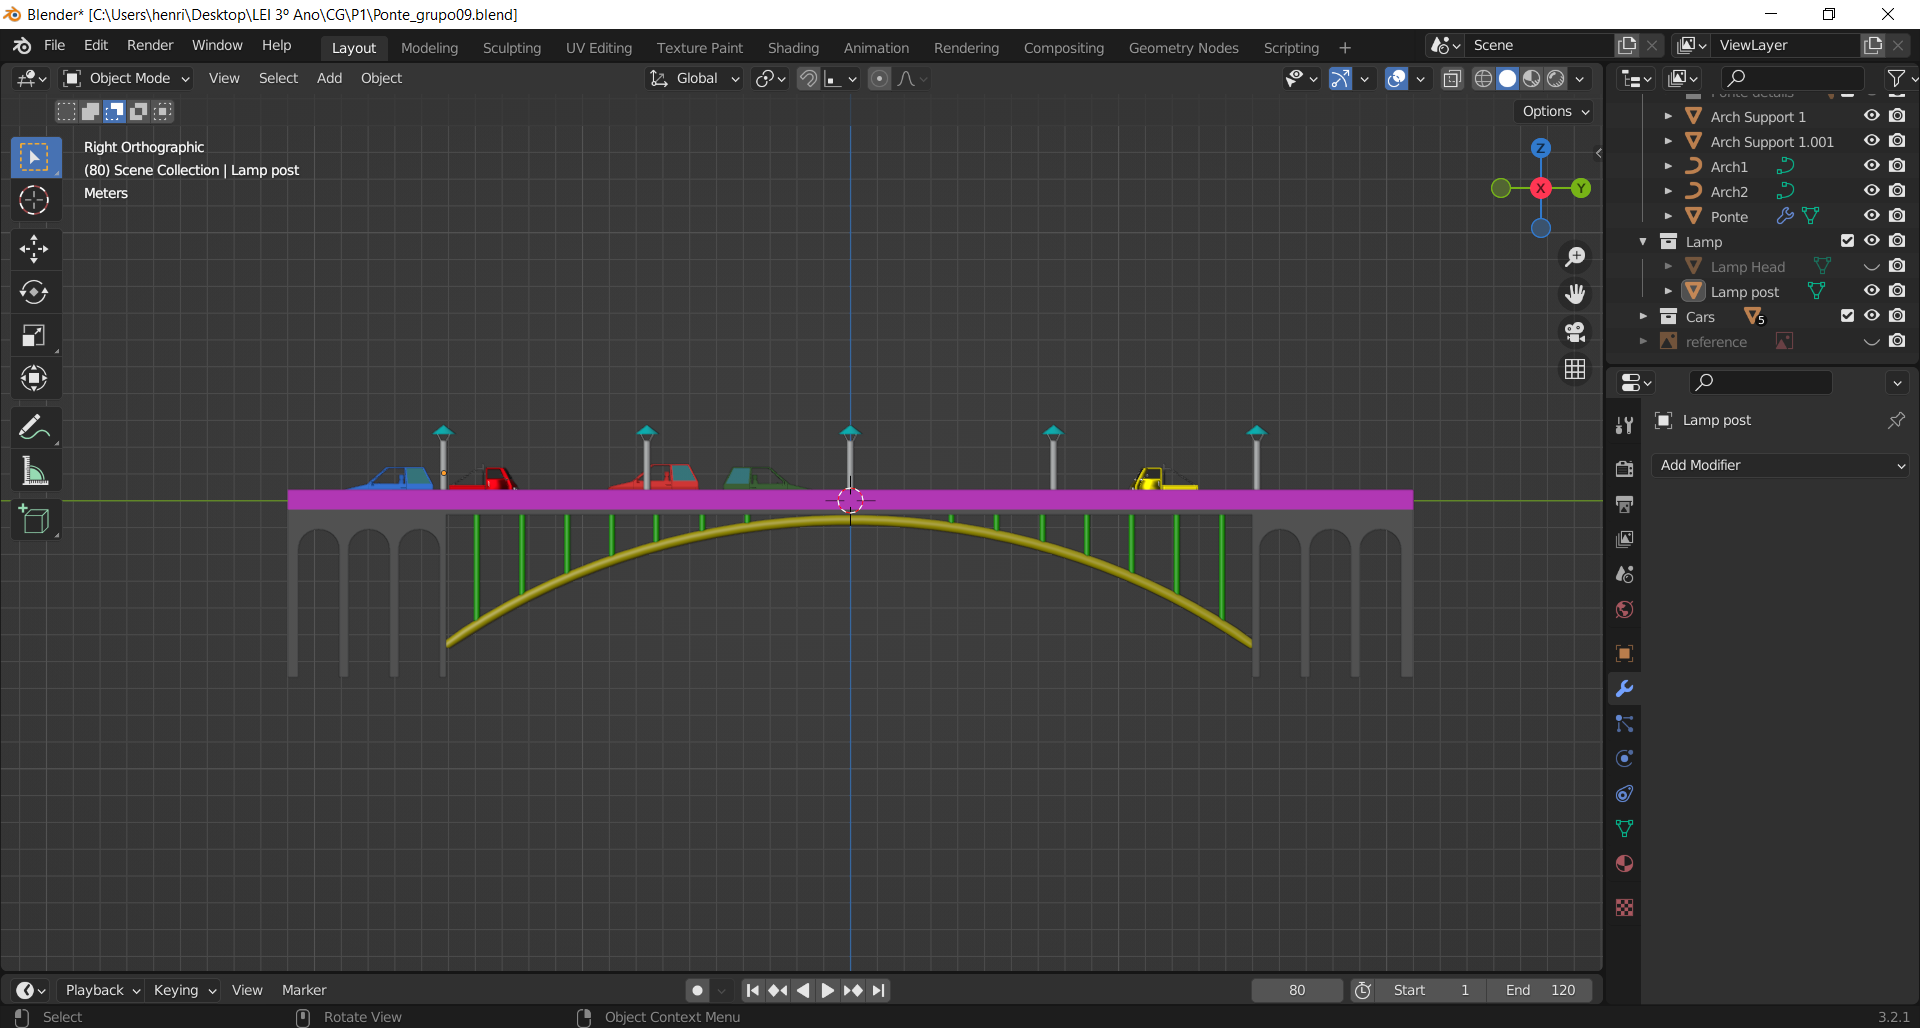 Blender* [C:\Users\henri\Desktop\LEI 3º Ano\CG\P1\Ponte_grupo09.blend]
File Edit Render Window Help Layout Modeling Sculpting UV Editing Texture Paint Shading Animation Rendering Compositing Geometry Nodes Scripting + Scene ViewLayer
Object Mode View Select Add Object Global
Options
Right Orthographic
(80) Scene Collection | Lamp post
Meters
Z
X
Y
Ponte details
Arch Support 1
Arch Support 1.001
Arch1
Arch2
Ponte
Lamp
Lamp Head
Lamp post
Cars 5
reference
Lamp post
Add Modifier
Playback Keying View Marker 80 Start 1 End 120
Select Rotate View Object Context Menu 3.2.1